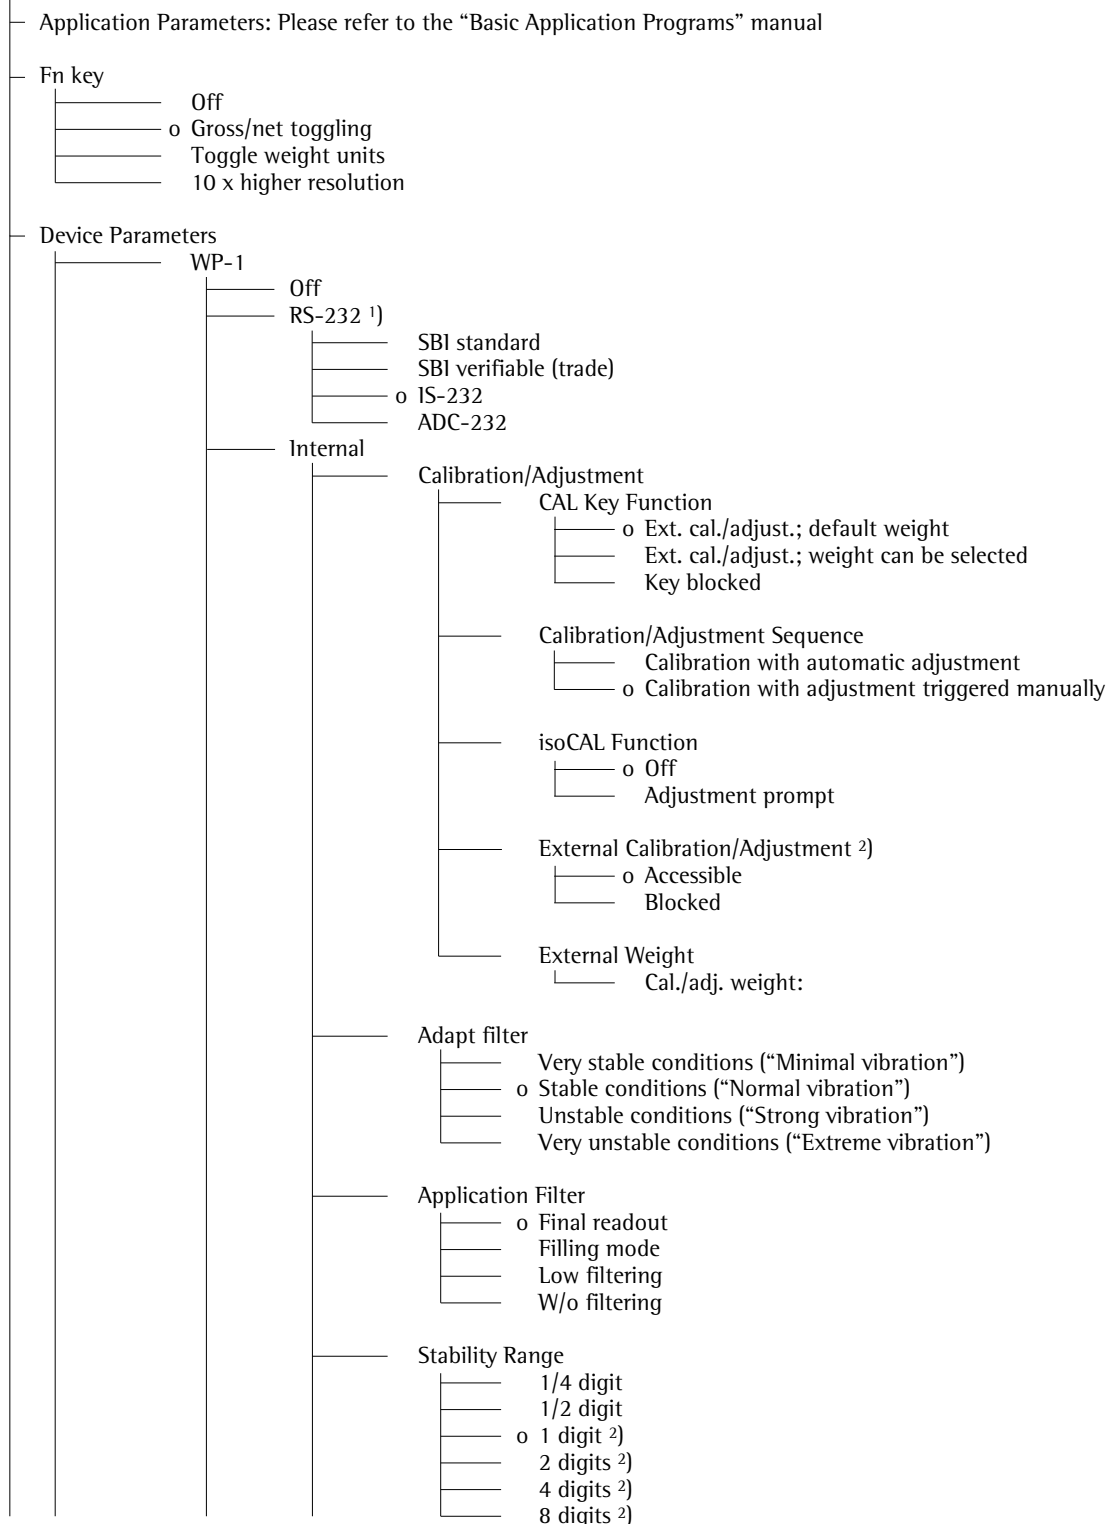 Application Parameters: Please refer to the “Basic Application Programs” manual
Fn key
Off
o Gross/net toggling
Toggle weight units
10 x higher resolution
Device Parameters
WP-1
Off
RS-232 1)
SBI standard
SBI verifiable (trade)
o IS-232
ADC-232
Internal
Calibration/Adjustment
CAL Key Function
o Ext. cal./adjust.; default weight
Ext. cal./adjust.; weight can be selected
Key blocked
Calibration/Adjustment Sequence
Calibration with automatic adjustment
o Calibration with adjustment triggered manually
isoCAL Function
o Off
Adjustment prompt
External Calibration/Adjustment 2)
o Accessible
Blocked
External Weight
Cal./adj. weight:
Adapt filter
Very stable conditions (“Minimal vibration”)
o Stable conditions (“Normal vibration”)
Unstable conditions (“Strong vibration”)
Very unstable conditions (“Extreme vibration”)
Application Filter
o Final readout
Filling mode
Low filtering
W/o filtering
Stability Range
1/4 digit
1/2 digit
o 1 digit 2)
2 digits 2)
4 digits 2)
8 digits 2)